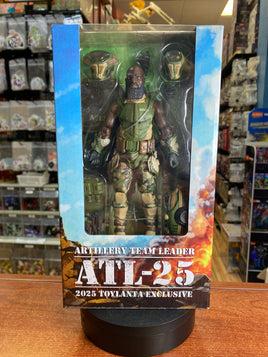 ARTILLERY TEAM LEADER
ATL-25
2025 TOYLANTA EXCLUSIVE